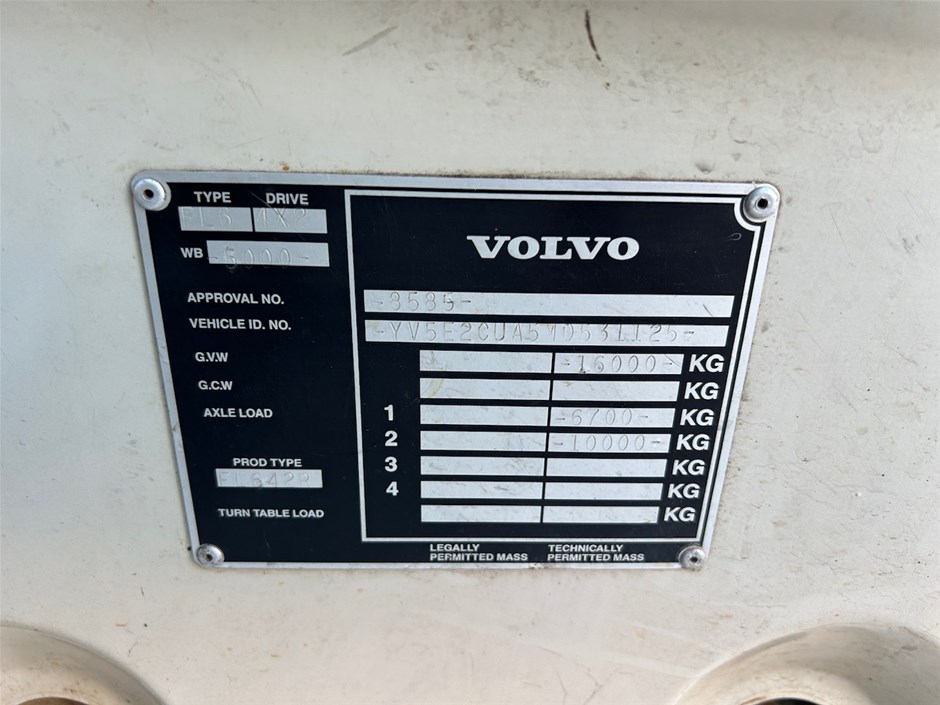 TYPE DRIVE
FL6 4X2
WB -5000-
VOLVO
APPROVAL NO.
VEHICLE ID. NO.
G.V.W -16000- KG
G.C.W KG
AXLE LOAD 1 -6700- KG
2 -10000- KG
3 KG
PROD TYPE
4 KG
TURN TABLE LOAD KG
LEGALLY PERMITTED MASS
TECHNICALLY PERMITTED MASS